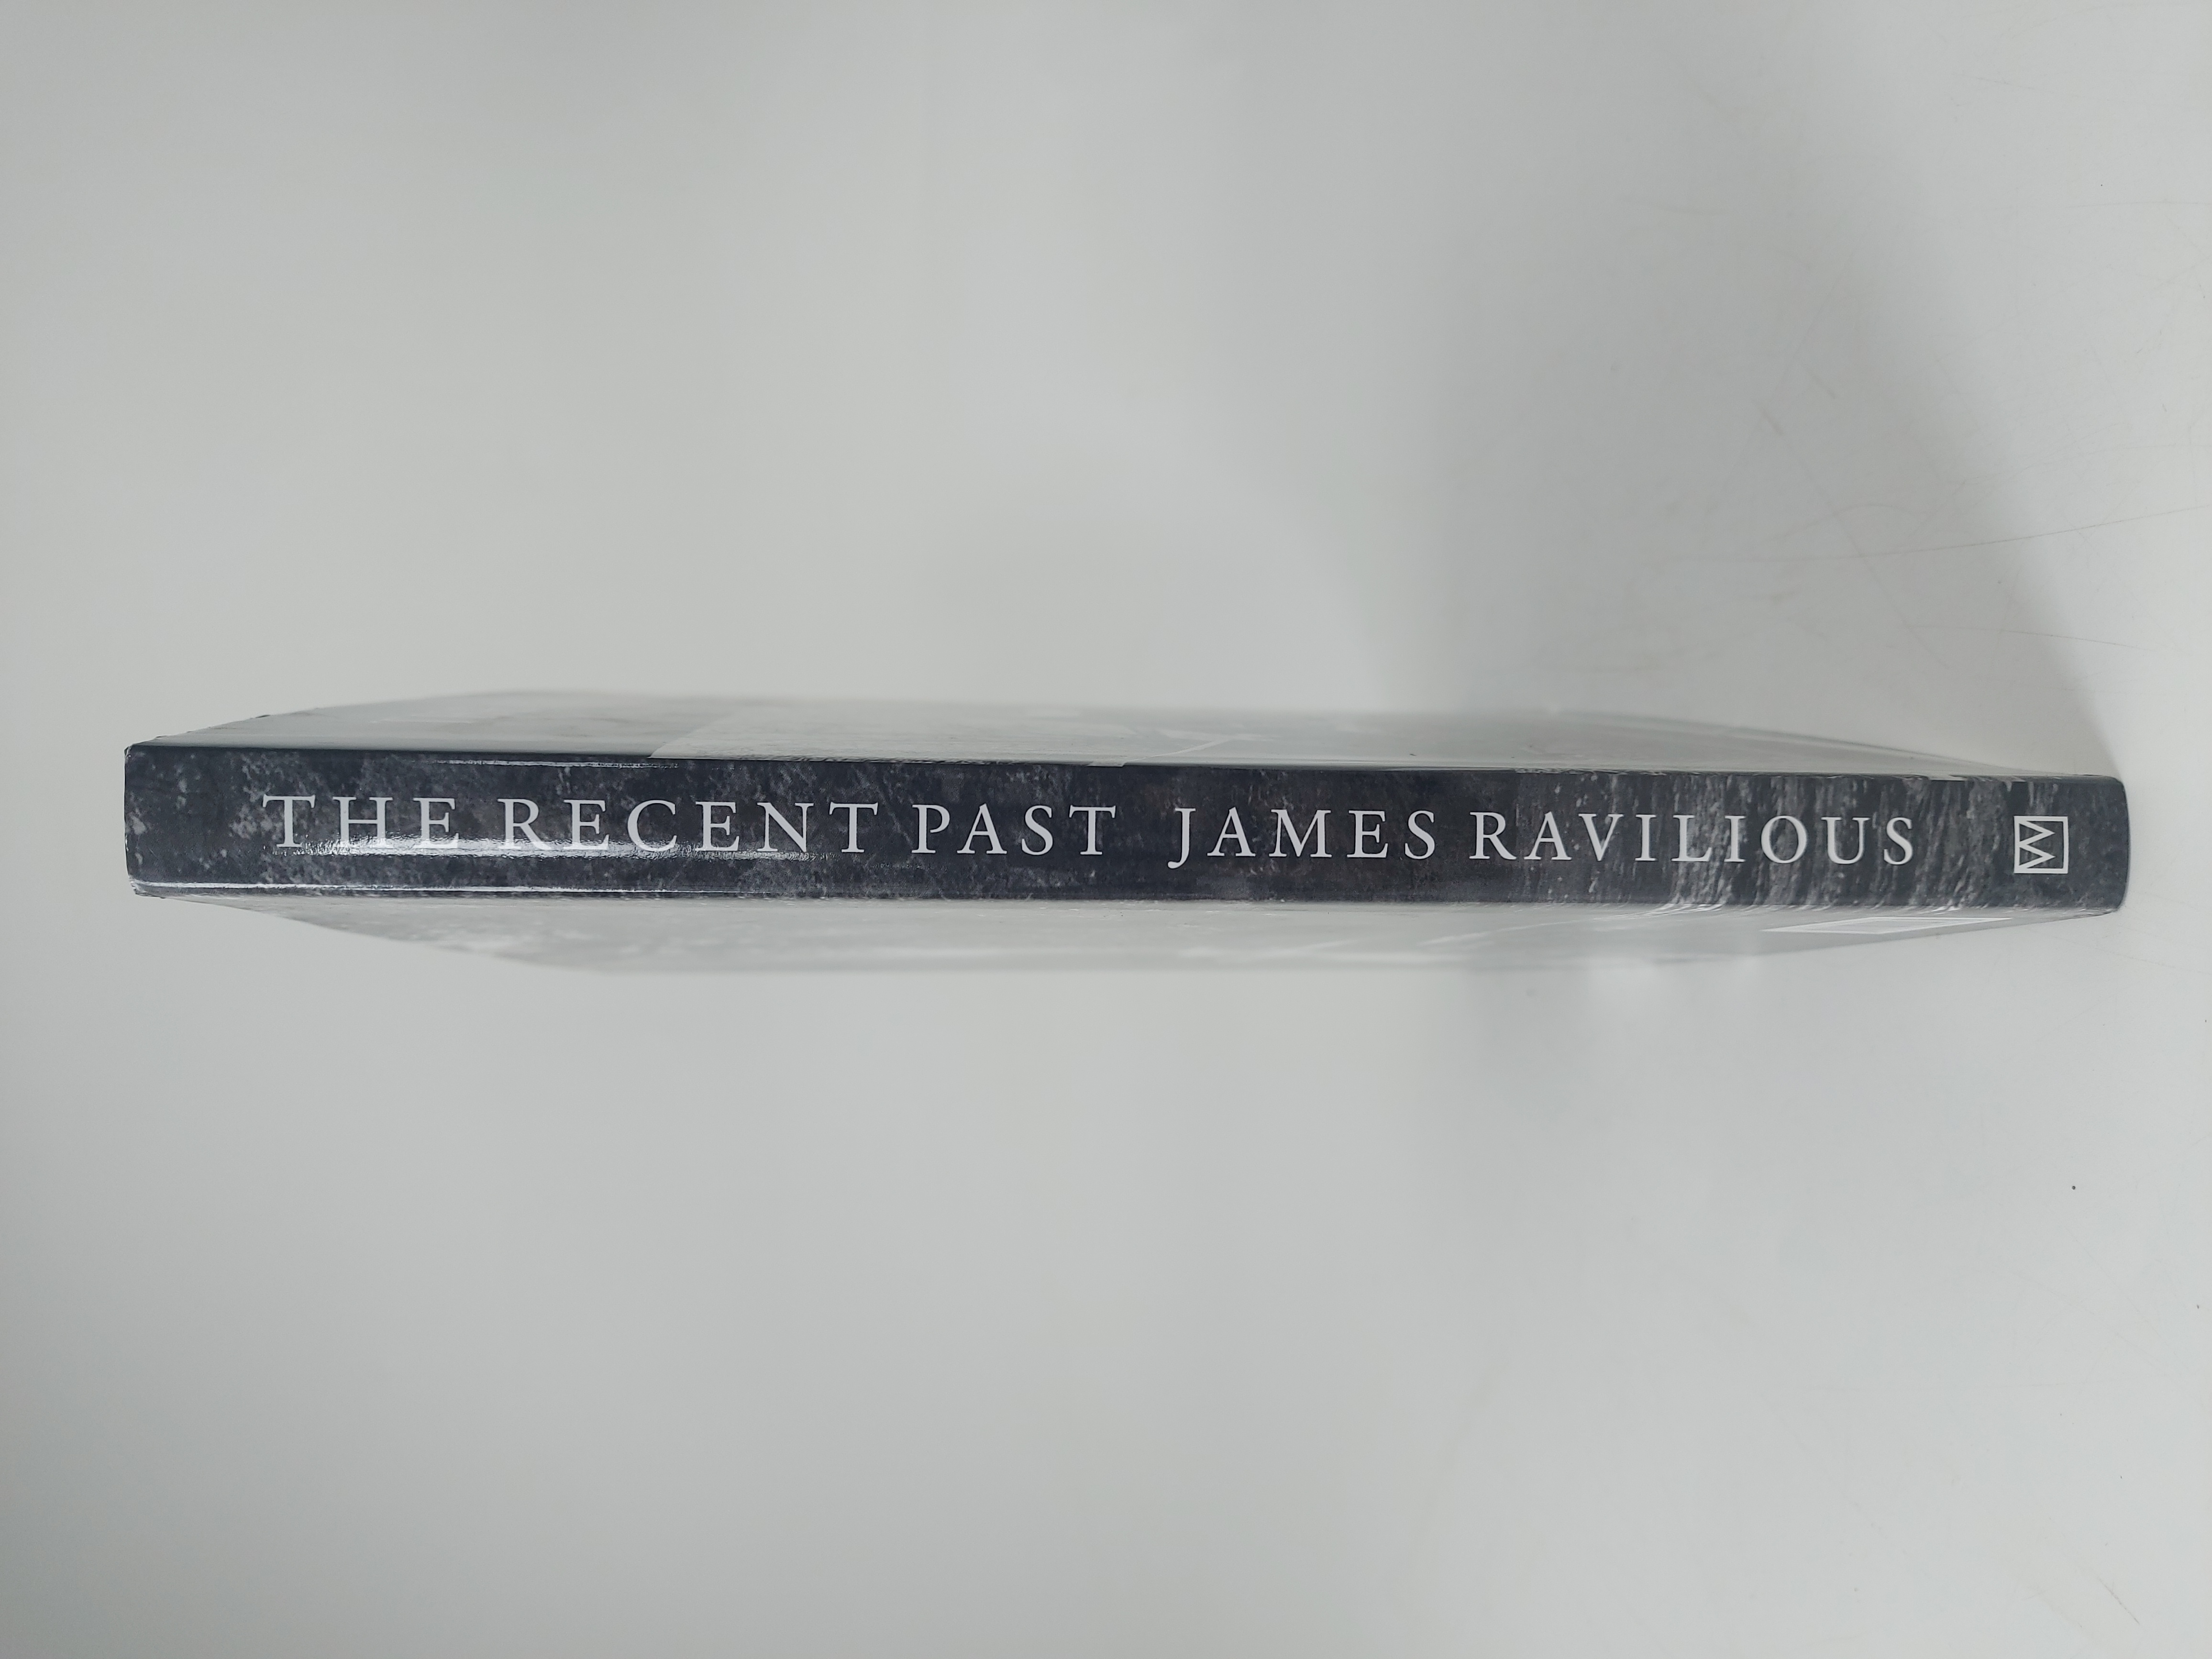 THE RECENT PAST JAMES RAVILIOUS
W